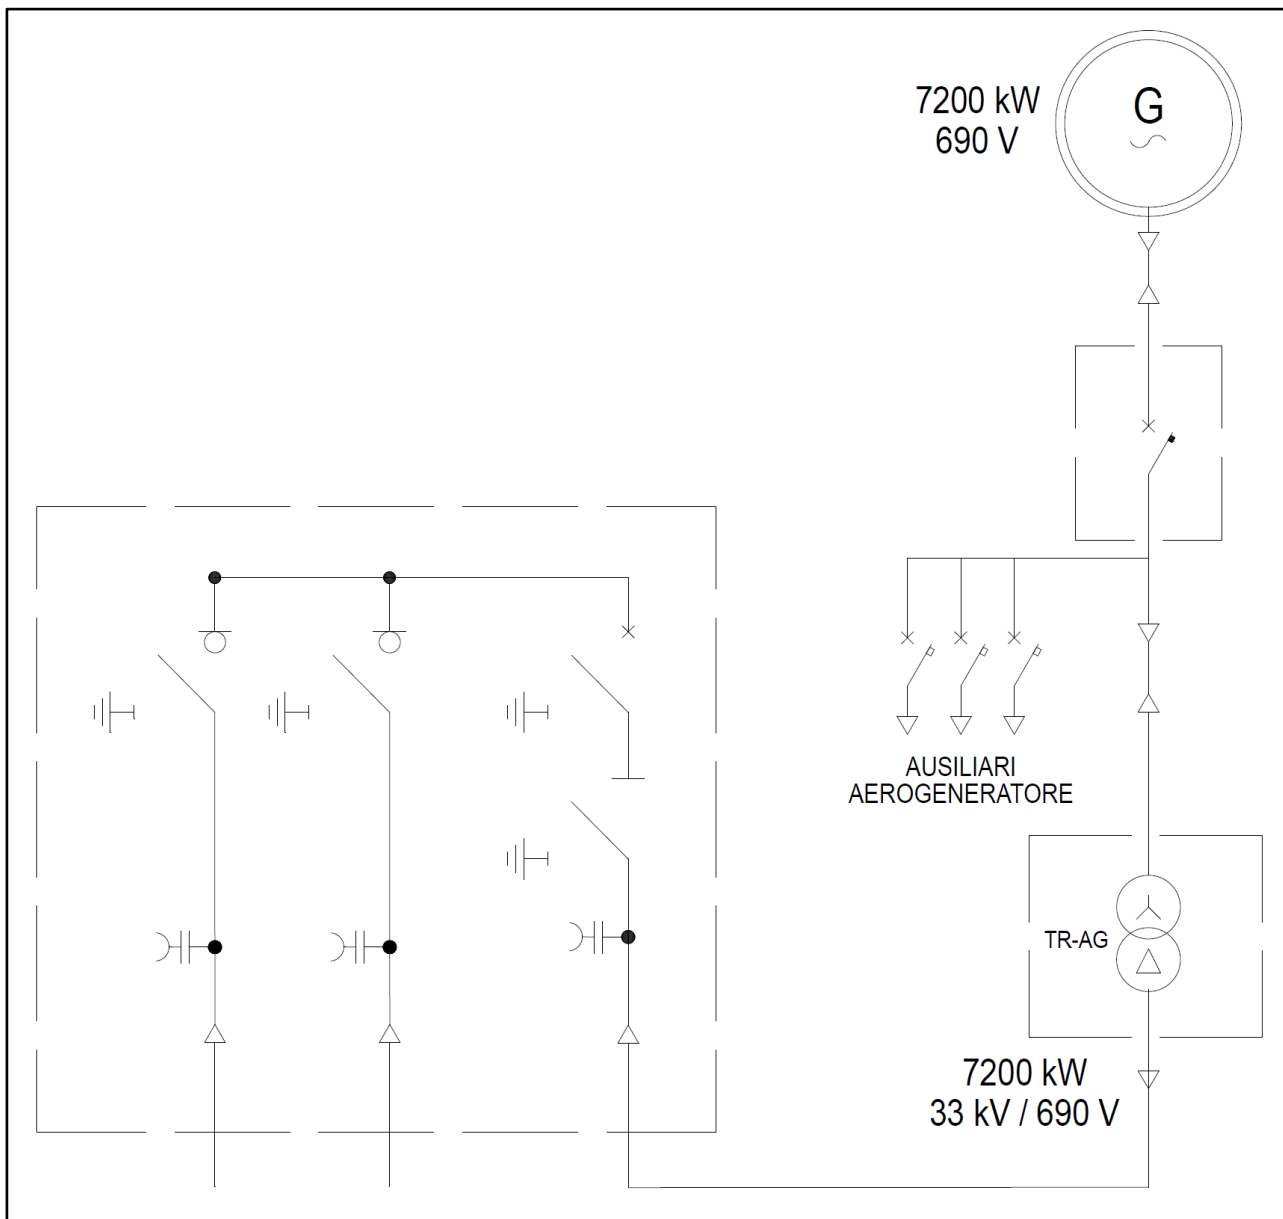 7200 kW
690 V
G
AUSILIARI
AEROGENERATORE
TR-AG
7200 kW
33 kV / 690 V